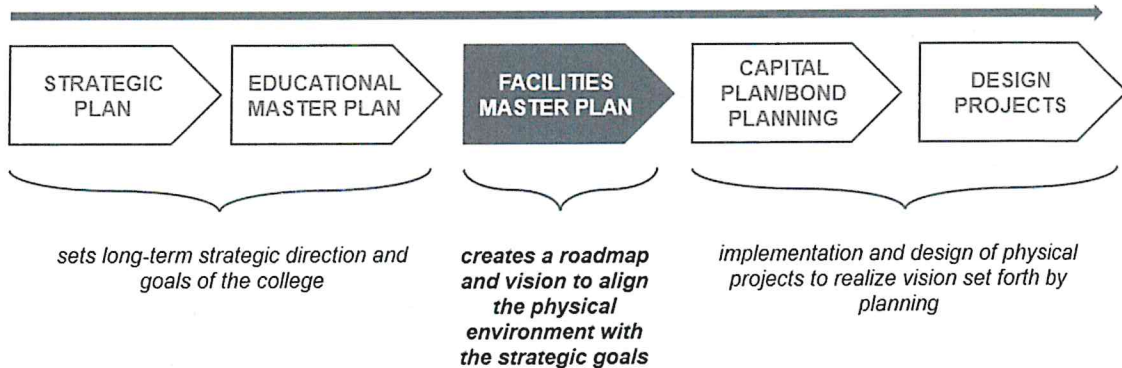 STRATEGIC
PLAN
EDUCATIONAL
MASTER PLAN
FACILITIES
MASTER PLAN
CAPITAL
PLAN/BOND
PLANNING
DESIGN
PROJECTS
sets long-term strategic direction and
goals of the college
creates a roadmap
and vision to align
the physical
environment with
the strategic goals
implementation and design of physical
projects to realize vision set forth by
planning